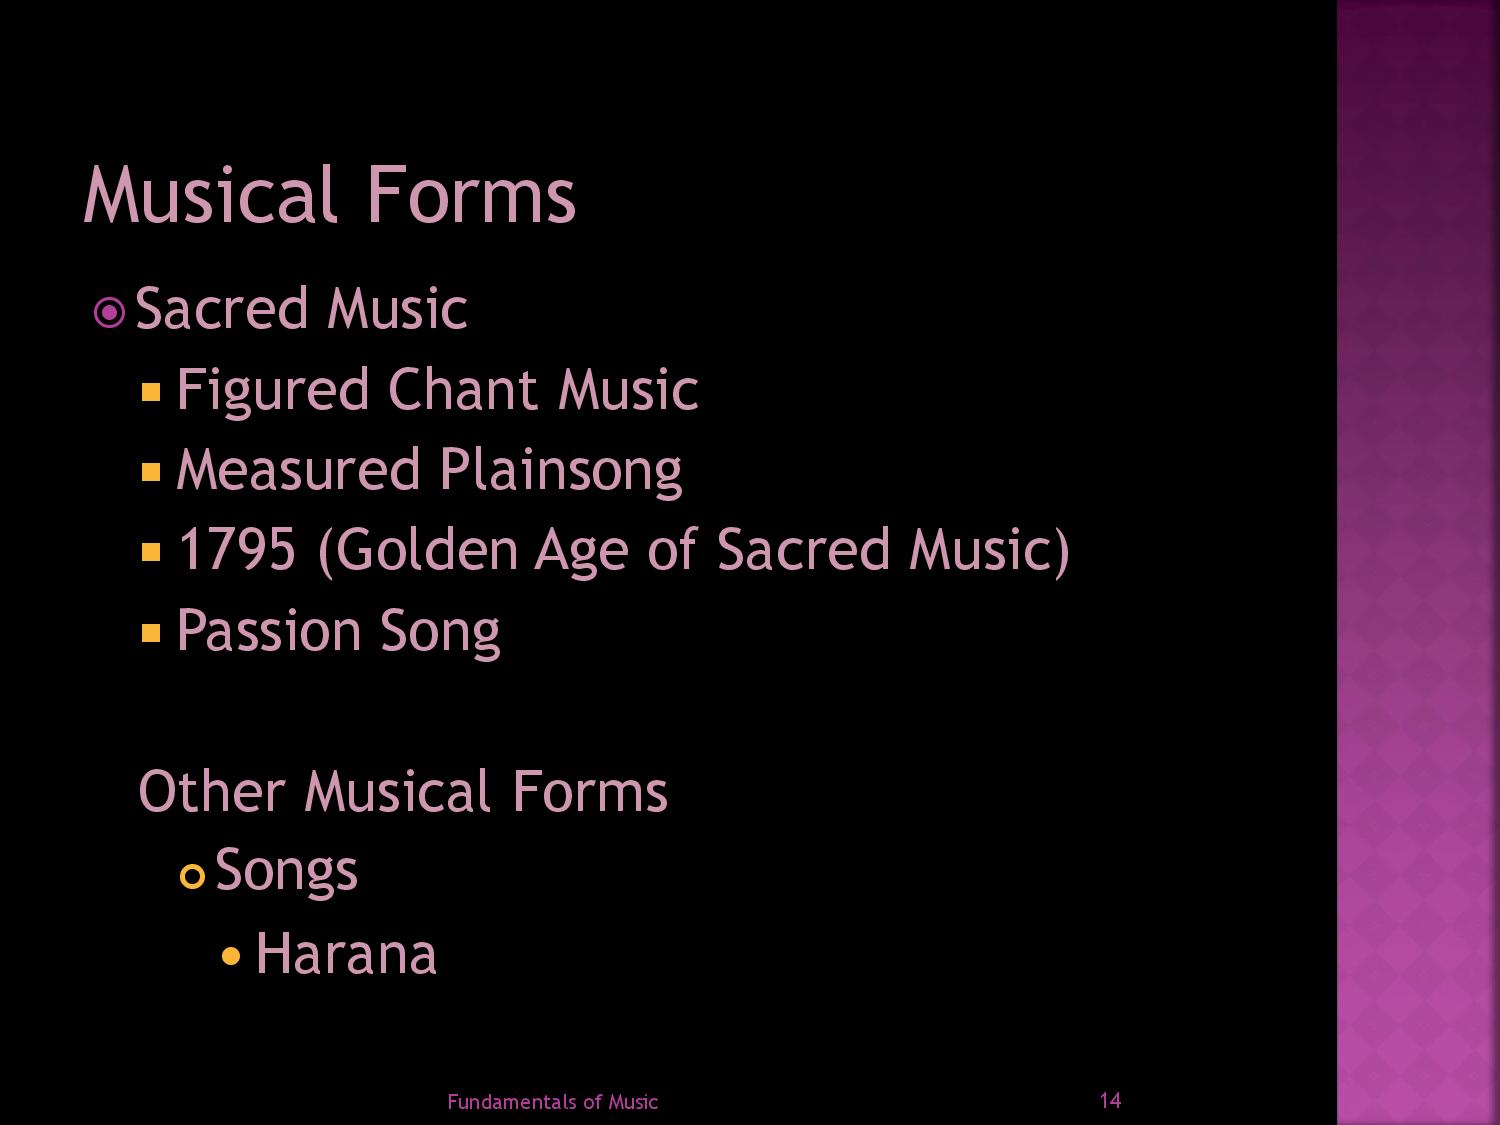 Musical Forms
Sacred Music
Figured Chant Music
Measured Plainsong
1795 (Golden Age of Sacred Music)
Passion Song
Other Musical Forms
Songs
Harana
Fundamentals of Music
14